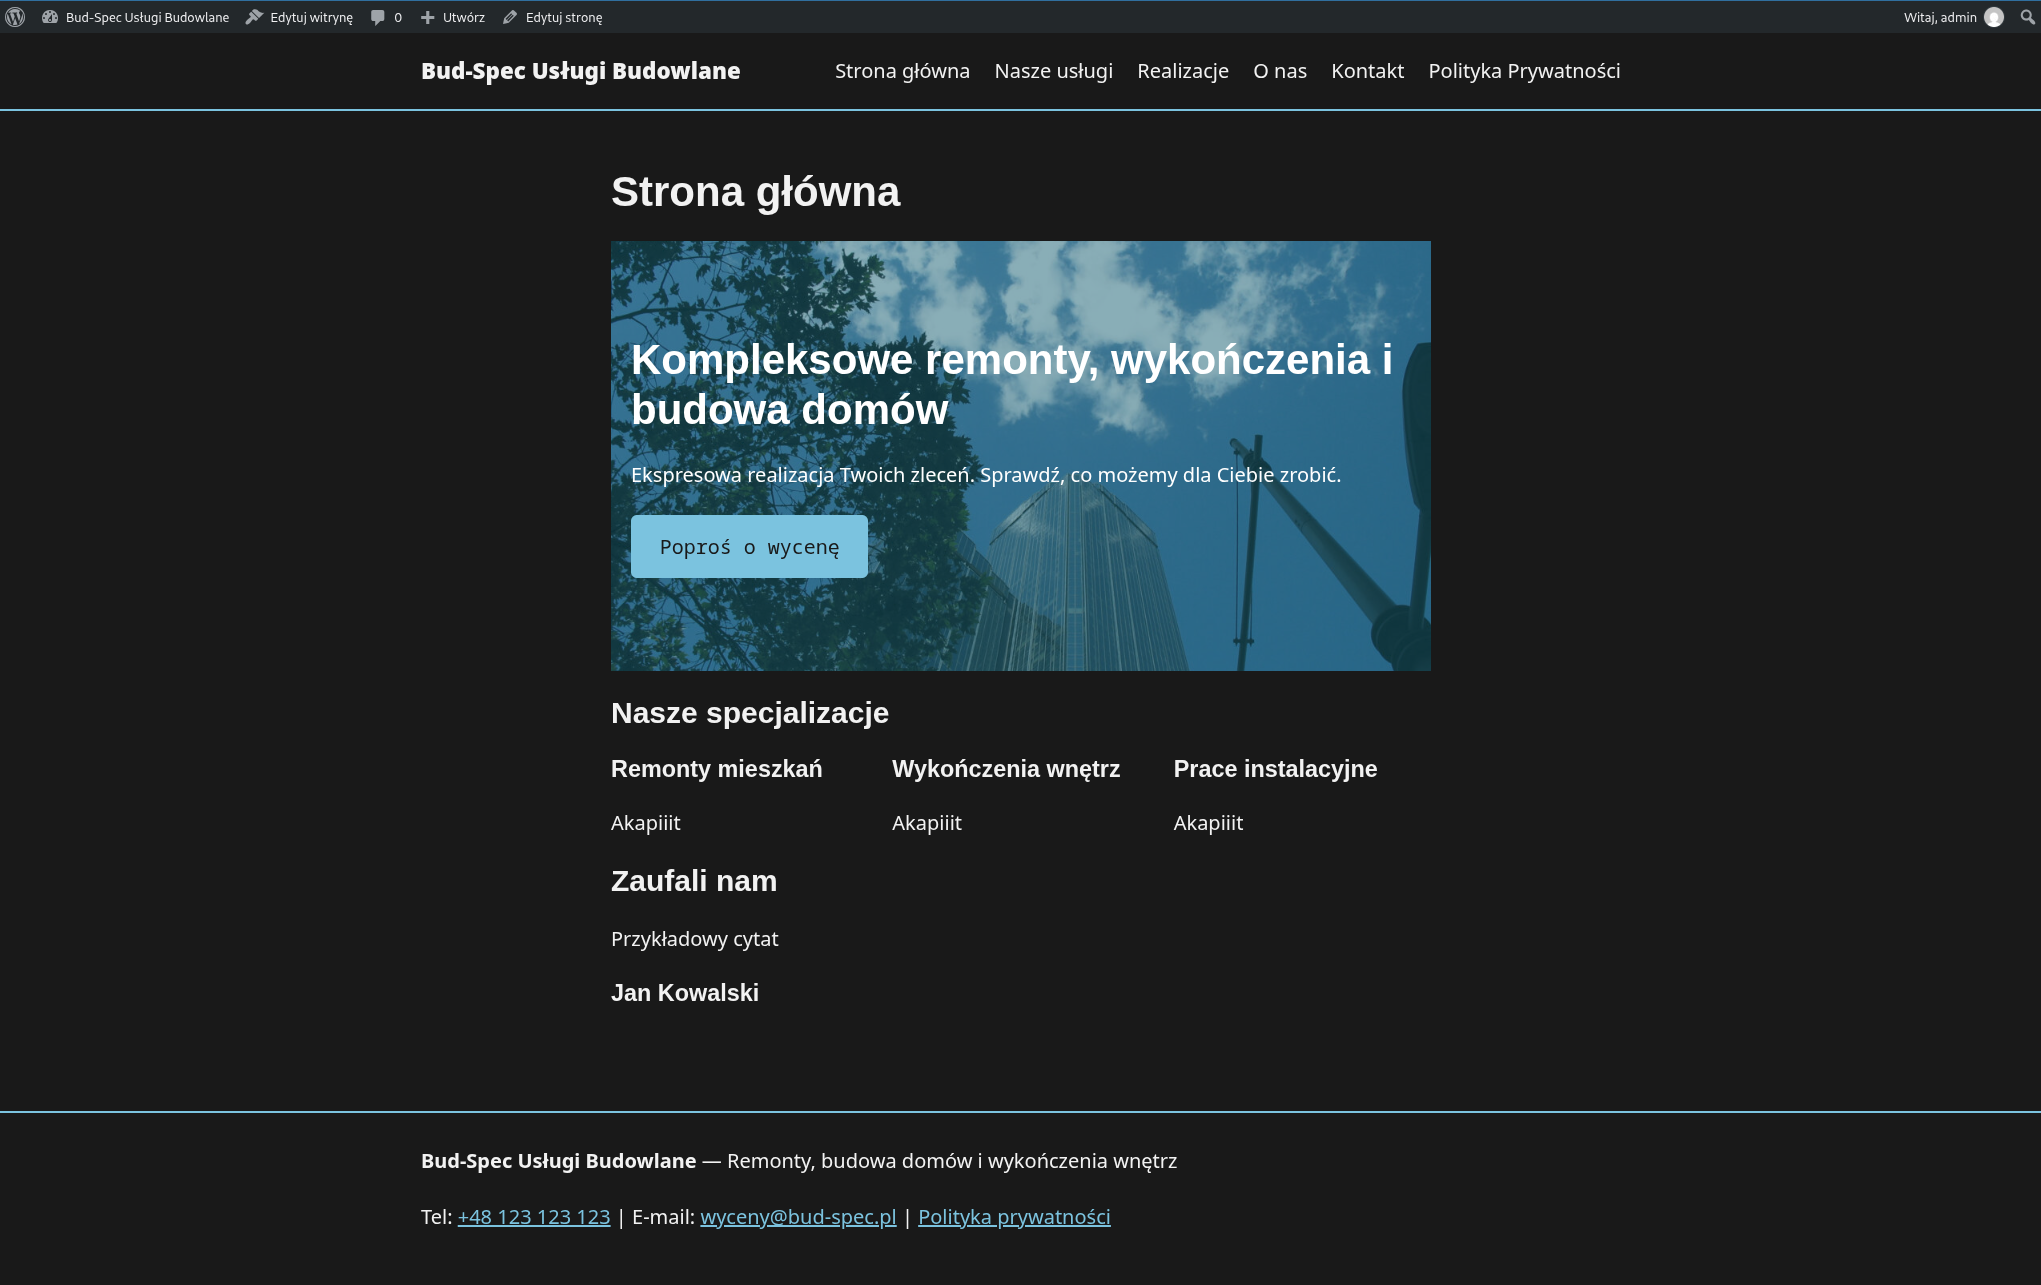 Bud-Spec Usługi Budowlane Edytuj witrynę 0 Utwórz Edytuj stronę Witaj, admin
Bud-Spec Usługi Budowlane Strona główna Nasze usługi Realizacje O nas Kontakt Polityka Prywatności
Strona główna
Kompleksowe remonty, wykończenia i
budowa domów
Ekspresowa realizacja Twoich zleceń. Sprawdź, co możemy dla Ciebie zrobić.
Poproś o wycenę
Nasze specjalizacje
Remonty mieszkań Wykończenia wnętrz Prace instalacyjne
Akapiiit Akapiiit Akapiiit
Zaufali nam
Przykładowy cytat
Jan Kowalski
Bud-Spec Usługi Budowlane — Remonty, budowa domów i wykończenia wnętrz
Tel: +48 123 123 123 | E-mail: wyceny@bud-spec.pl | Polityka prywatności